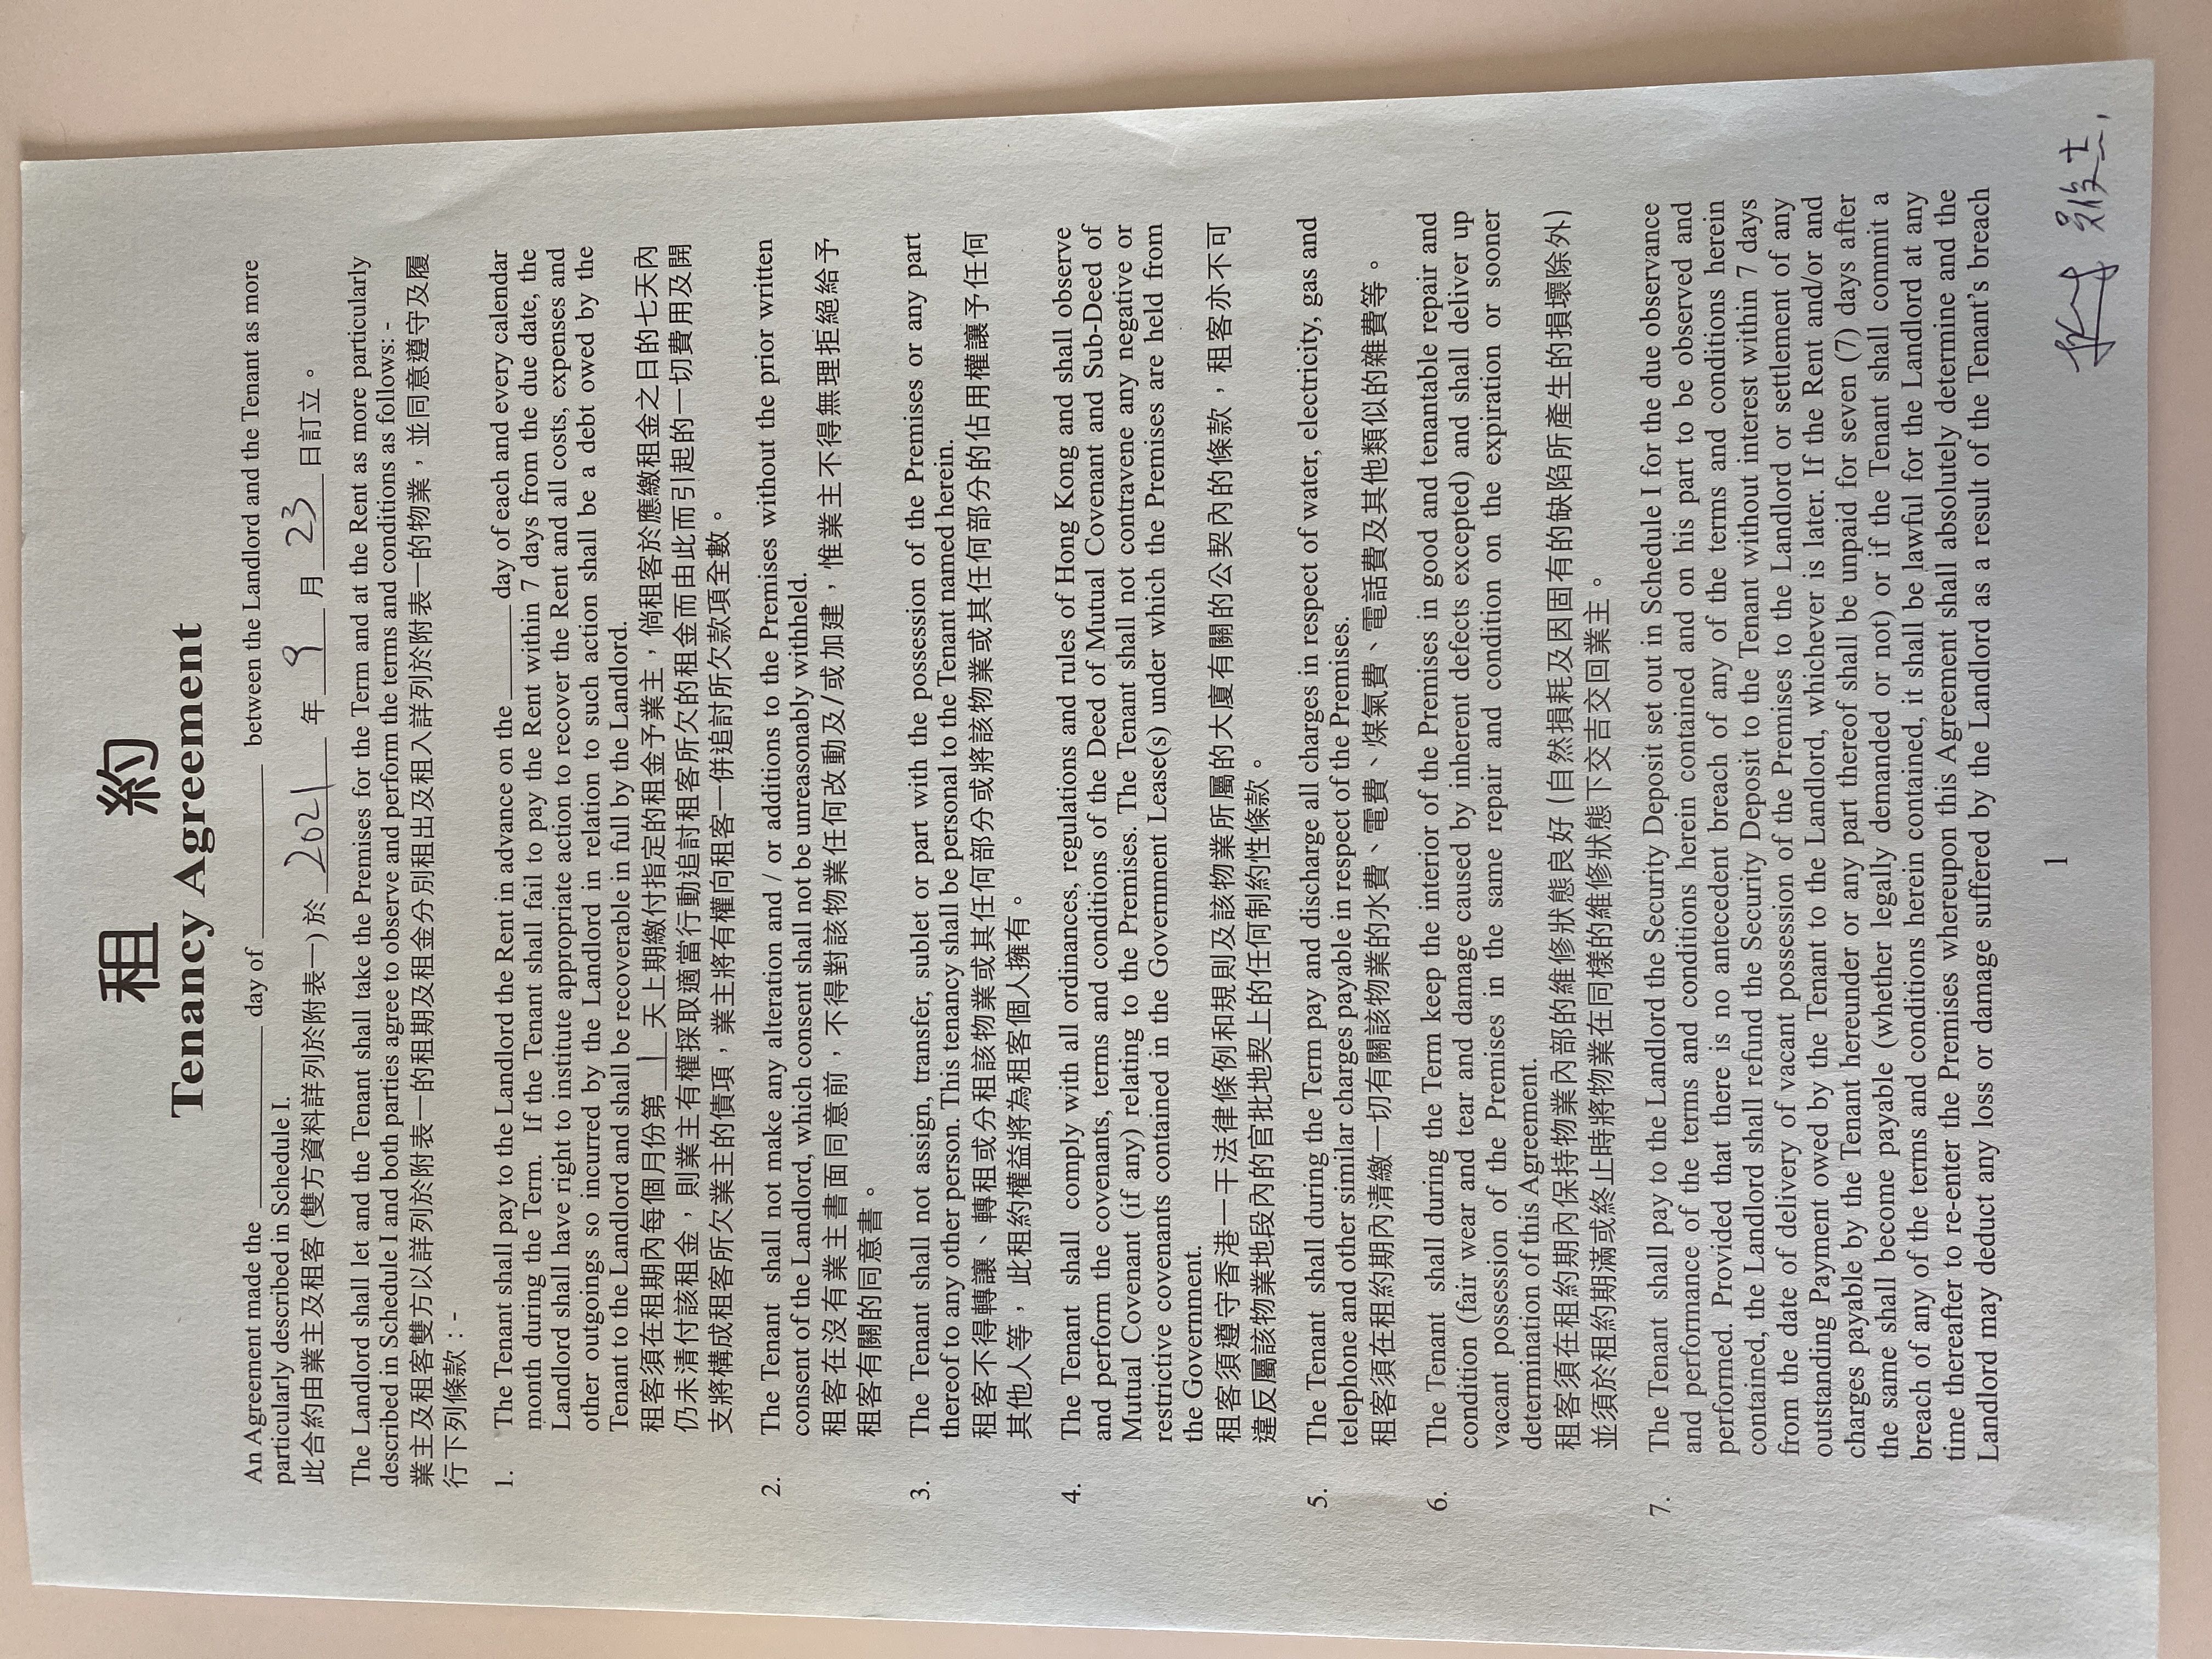 租 約
Tenancy Agreement
An Agreement made the ________ day of ________ between the Landlord and the Tenant as more
particularly described in Schedule I.
此合約由業主及租客 (雙方資料詳列於附表一) 於 2021 年 9 月 23 日訂立。
The Landlord shall let and the Tenant shall take the Premises for the Term and at the Rent as more particularly
described in Schedule I and both parties agree to observe and perform the terms and conditions as follows: -
業主及租客雙方以詳列於附表一的租期及租金分別租出及租入詳列於附表一的物業，並同意遵守及履
行下列條款：-
1. The Tenant shall pay to the Landlord the Rent in advance on the ______ day of each and every calendar
month during the Term. If the Tenant shall fail to pay the Rent within 7 days from the due date, the
Landlord shall have right to institute appropriate action to recover the Rent and all costs, expenses and
other outgoings so incurred by the Landlord in relation to such action shall be a debt owed by the
Tenant to the Landlord and shall be recoverable in full by the Landlord.
租客須在租期內每個月份第 1 天上期繳付指定的租金予業主，倘租客於應繳租金之日的七天內
仍未清付該租金，則業主有權採取適當行動追討租客所欠的租金而由此而引起的一切費用及開
支將構成租客所欠業主的債項，業主將有權向租客一併追討所欠款項全數。
2. The Tenant shall not make any alteration and / or additions to the Premises without the prior written
consent of the Landlord, which consent shall not be unreasonably withheld.
租客在沒有業主書面同意前，不得對該物業任何改動及/或加建，惟業主不得無理拒絕給予
租客有關的同意書。
3. The Tenant shall not assign, transfer, sublet or part with the possession of the Premises or any part
thereof to any other person. This tenancy shall be personal to the Tenant named herein.
租客不得轉讓、轉租或分租該物業或其任何部分或將該物業或其任何部分的佔用權讓予任何
其他人等，此租約權益將為租客個人擁有。
4. The Tenant shall comply with all ordinances, regulations and rules of Hong Kong and shall observe
and perform the covenants, terms and conditions of the Deed of Mutual Covenant and Sub-Deed of
Mutual Covenant (if any) relating to the Premises. The Tenant shall not contravene any negative or
restrictive covenants contained in the Government Lease(s) under which the Premises are held from
the Government.
租客須遵守香港一干法律條例和規則及該物業所屬的大廈有關的公契內的條款，租客亦不可
違反屬該物業地段內的官批地契上的任何制約性條款。
5. The Tenant shall during the Term pay and discharge all charges in respect of water, electricity, gas and
telephone and other similar charges payable in respect of the Premises.
租客須在租約期內清繳一切有關該物業的水費、電費、煤氣費、電話費及其他類似的雜費等。
6. The Tenant shall during the Term keep the interior of the Premises in good and tenantable repair and
condition (fair wear and tear and damage caused by inherent defects excepted) and shall deliver up
vacant possession of the Premises in the same repair and condition on the expiration or sooner
determination of this Agreement.
租客須在租約期內保持物業內部的維修狀態良好 (自然損耗及因固有的缺陷所產生的損壞除外)
並須於租約期滿或終止時將物業在同樣的維修狀態下交吉交回業主。
7. The Tenant shall pay to the Landlord the Security Deposit set out in Schedule I for the due observance
and performance of the terms and conditions herein contained and on his part to be observed and
performed. Provided that there is no antecedent breach of any of the terms and conditions herein
contained, the Landlord shall refund the Security Deposit to the Tenant without interest within 7 days
from the date of delivery of vacant possession of the Premises to the Landlord or settlement of any
outstanding Payment owed by the Tenant to the Landlord, whichever is later. If the Rent and/or and
charges payable by the Tenant hereunder or any part thereof shall be unpaid for seven (7) days after
the same shall become payable (whether legally demanded or not) or if the Tenant shall commit a
breach of any of the terms and conditions herein contained, it shall be lawful for the Landlord at any
time thereafter to re-enter the Premises whereupon this Agreement shall absolutely determine and the
Landlord may deduct any loss or damage suffered by the Landlord as a result of the Tenant's breach
1